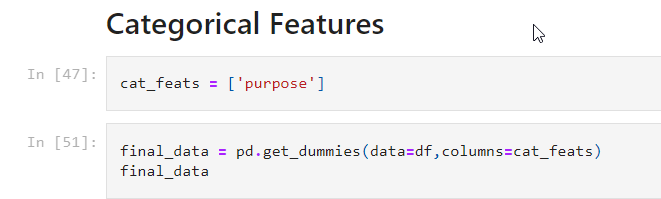 Categorical Features
In [47]:
cat_feats = ['purpose']
In [51]:
final_data = pd.get_dummies(data=df,columns=cat_feats)
final_data